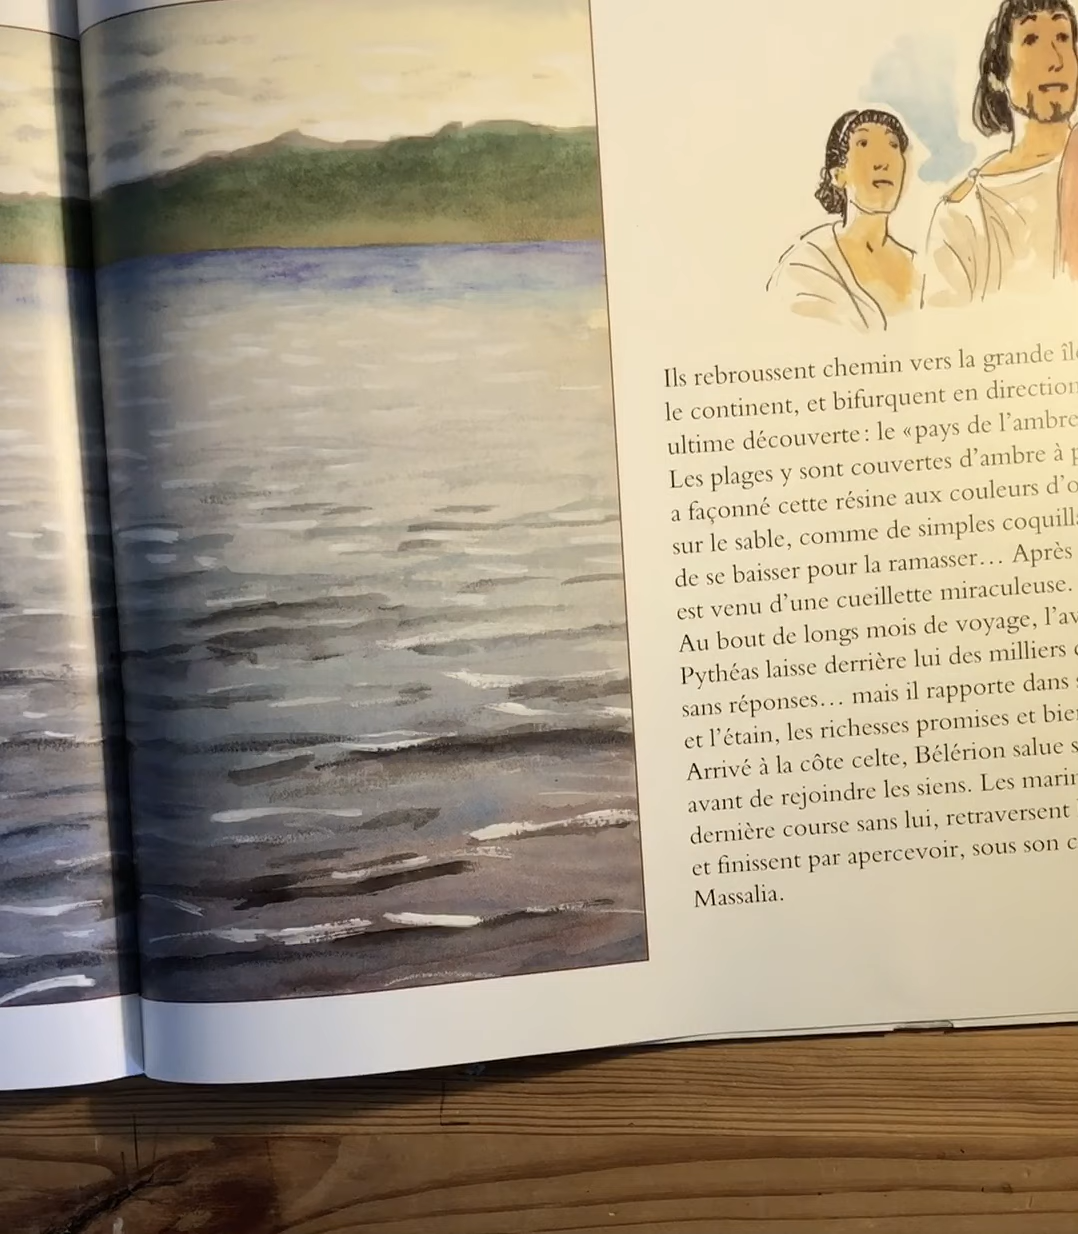 Ils rebroussent chemin vers la grande
le continent, et bifurquent en direction
ultime découverte : le «pays de l'ambre
Les plages y sont couvertes d'ambre à
a façonné cette résine aux couleurs
sur le sable, comme de simples
de se baisser pour la ramasser... Après
est venu d'une cueillette miraculeuse.
Au bout de longs mois de voyage,
Pythéas laisse derrière lui des milliers
sans réponses... mais il rapporte dans
et l'étain, les richesses promises et
Arrivé à la côte celte, Bélérion salue
avant de rejoindre les siens. Les
dernière course sans lui, retraversent
et finissent par apercevoir, sous son
Massalia.